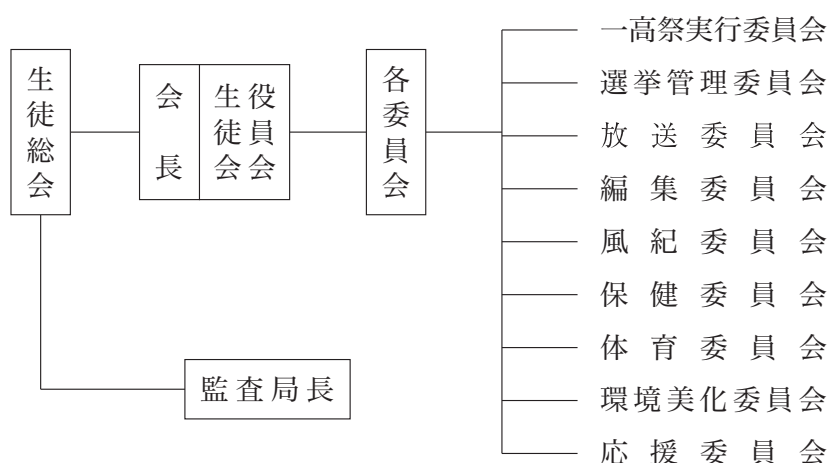 生徒総会
会長
生徒会
役員会
各委員会
一高祭実行委員会
選挙管理委員会
放送委員会
編集委員会
風紀委員会
保健委員会
体育委員会
環境美化委員会
応援委員会
監査局長